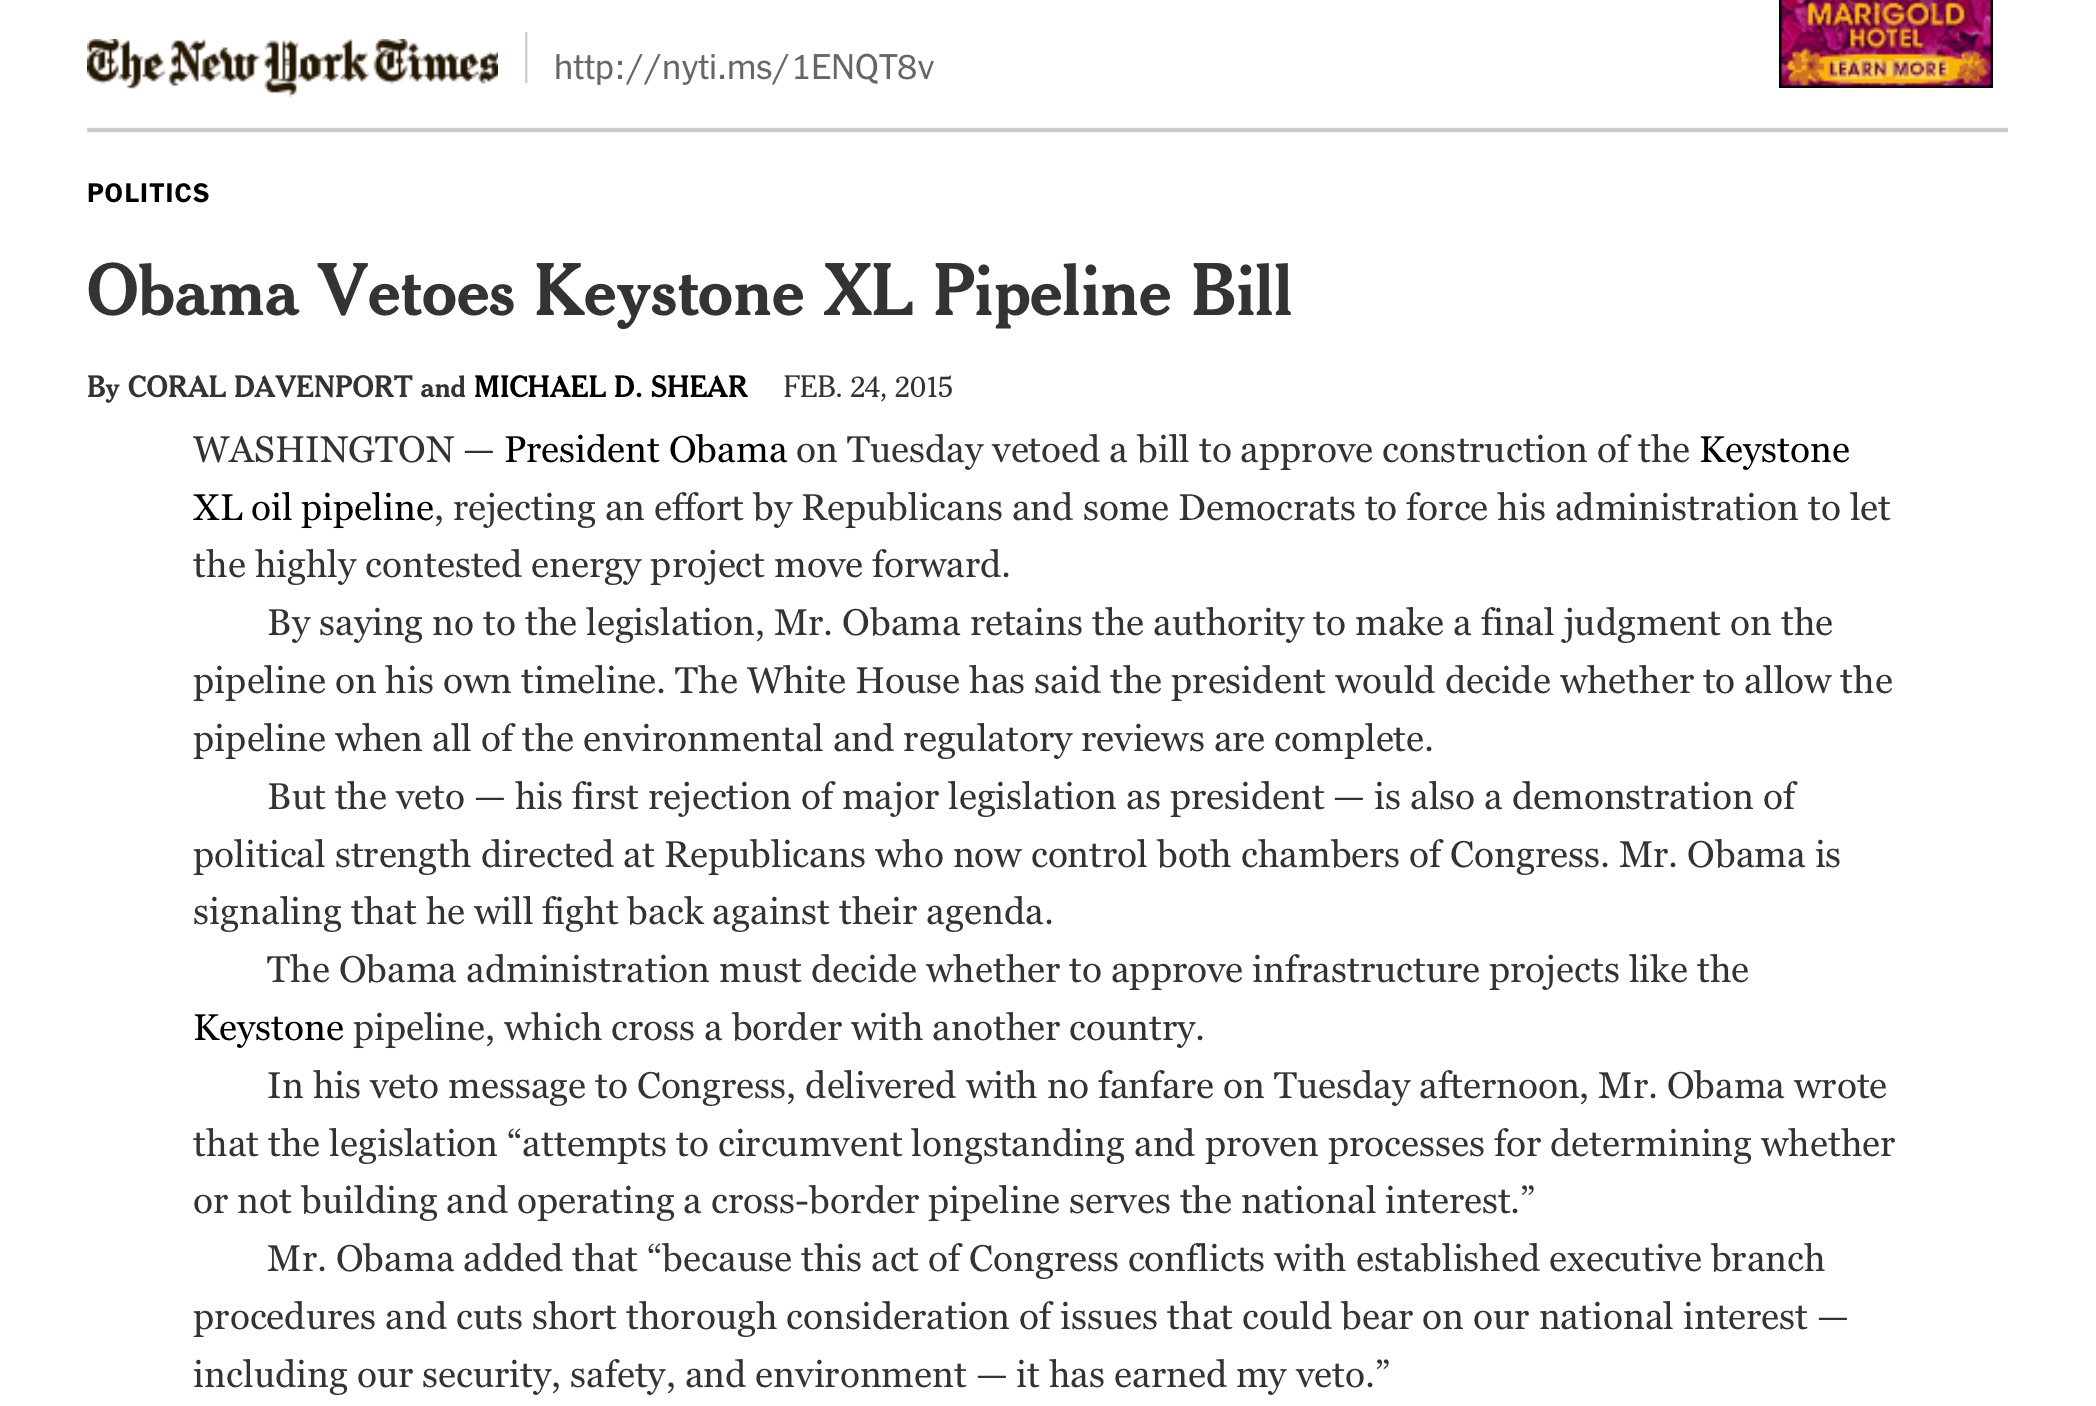 The New York Times
http://nyti.ms/1ENQT8v
MARIGOLD
HOTEL
LEARN MORE
POLITICS
Obama Vetoes Keystone XL Pipeline Bill
By CORAL DAVENPORT and MICHAEL D. SHEAR FEB. 24, 2015
WASHINGTON — President Obama on Tuesday vetoed a bill to approve construction of the Keystone
XL oil pipeline, rejecting an effort by Republicans and some Democrats to force his administration to let
the highly contested energy project move forward.
By saying no to the legislation, Mr. Obama retains the authority to make a final judgment on the
pipeline on his own timeline. The White House has said the president would decide whether to allow the
pipeline when all of the environmental and regulatory reviews are complete.
But the veto — his first rejection of major legislation as president — is also a demonstration of
political strength directed at Republicans who now control both chambers of Congress. Mr. Obama is
signaling that he will fight back against their agenda.
The Obama administration must decide whether to approve infrastructure projects like the
Keystone pipeline, which cross a border with another country.
In his veto message to Congress, delivered with no fanfare on Tuesday afternoon, Mr. Obama wrote
that the legislation “attempts to circumvent longstanding and proven processes for determining whether
or not building and operating a cross-border pipeline serves the national interest.”
Mr. Obama added that “because this act of Congress conflicts with established executive branch
procedures and cuts short thorough consideration of issues that could bear on our national interest —
including our security, safety, and environment — it has earned my veto.”